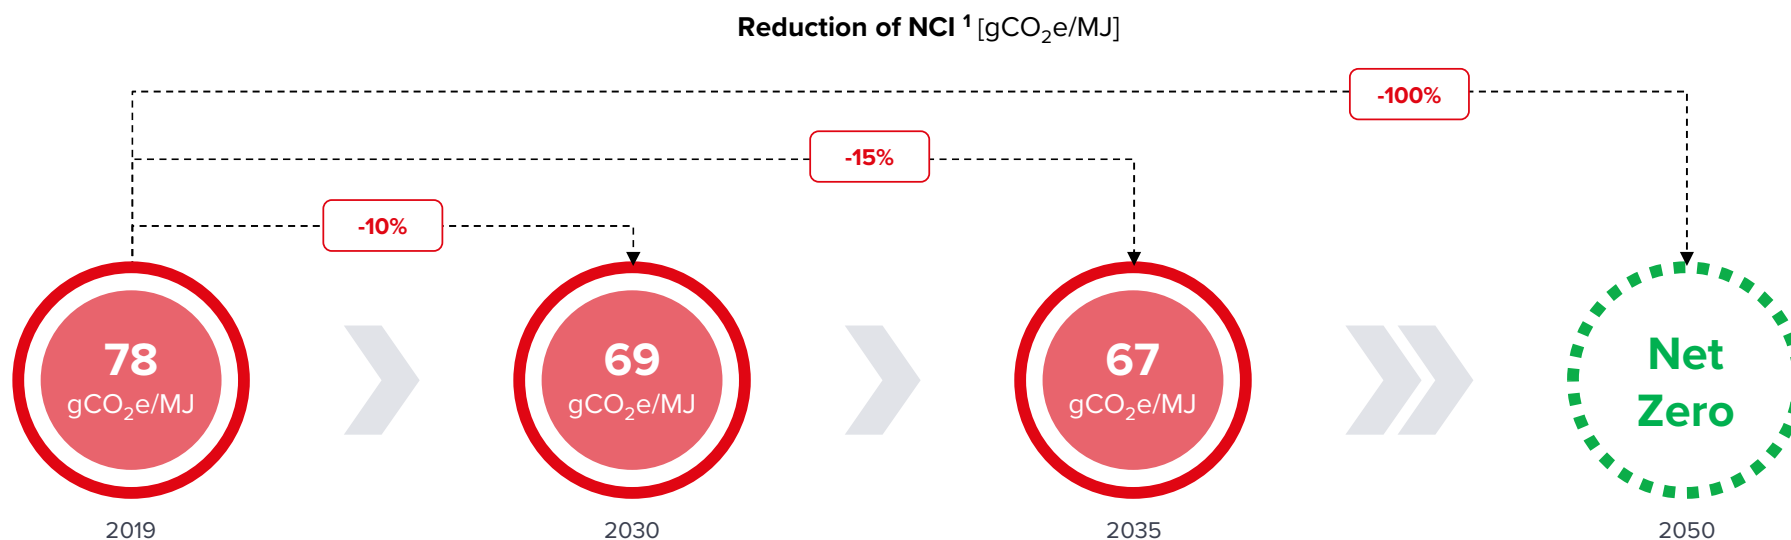 Reduction of NCI ¹ [gCO₂e/MJ]
-100%
-15%
-10%
78
gCO₂e/MJ
69
gCO₂e/MJ
67
gCO₂e/MJ
Net
Zero
2019
2030
2035
2050